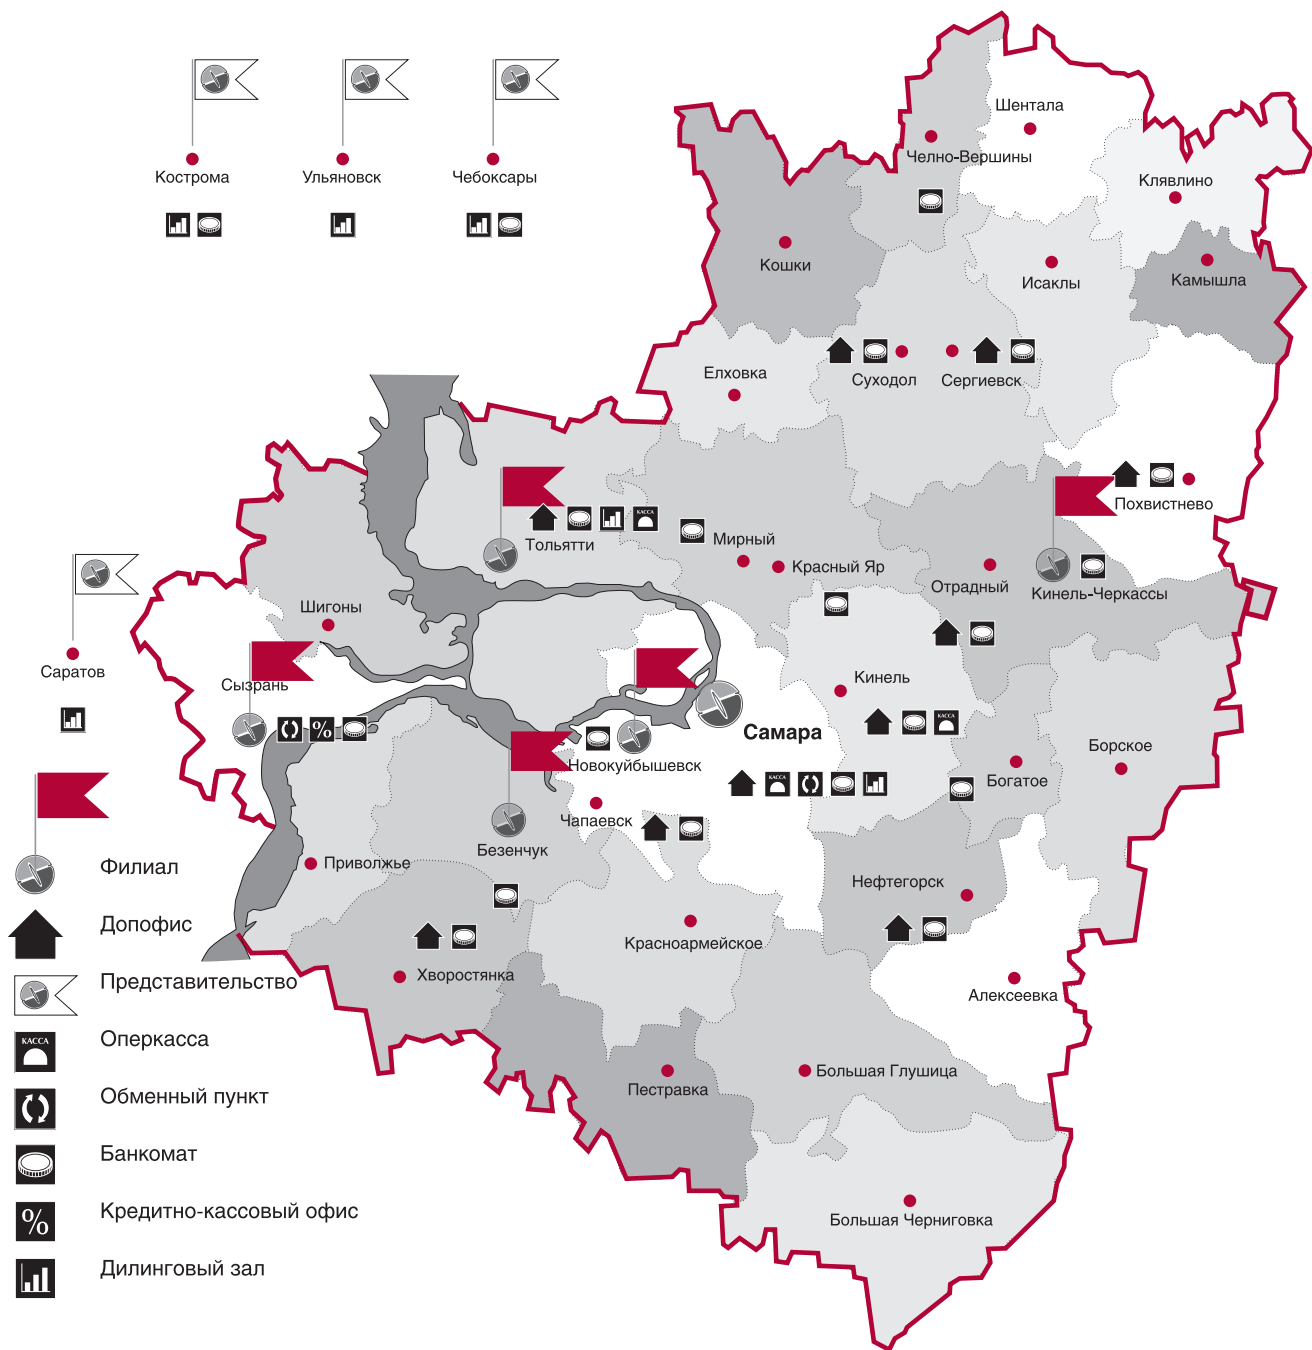 Кострома
Ульяновск
Чебоксары
Шентала
Челно-Вершины
Клявлино
Кошки
Исаклы
Камышла
Елховка
Суходол
Сергиевск
Похвистнево
КАССА
Тольятти
Мирный
Красный Яр
Отрадный
Кинель-Черкассы
Шигоны
Саратов
Сызрань
%
Кинель
КАССА
Самара
Новокуйбышевск
Борское
Богатое
КАССА
Чапаевск
Безенчук
Приволжье
Филиал
Нефтегорск
Допофис
Красноармейское
Хворостянка
Представительство
Алексеевка
КАССА
Оперкасса
Большая Глушица
Пестравка
Обменный пункт
Банкомат
%
Кредитно-кассовый офис
Большая Черниговка
Дилинговый зал